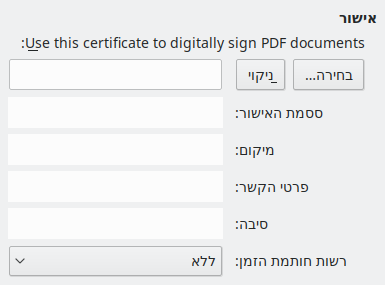 אישור
Use this certificate to digitally sign PDF documents:
בחירה...
ניקוי
ססמת האישור:
מיקום:
פרטי הקשר:
סיבה:
רשות חותמת הזמן:
ללא